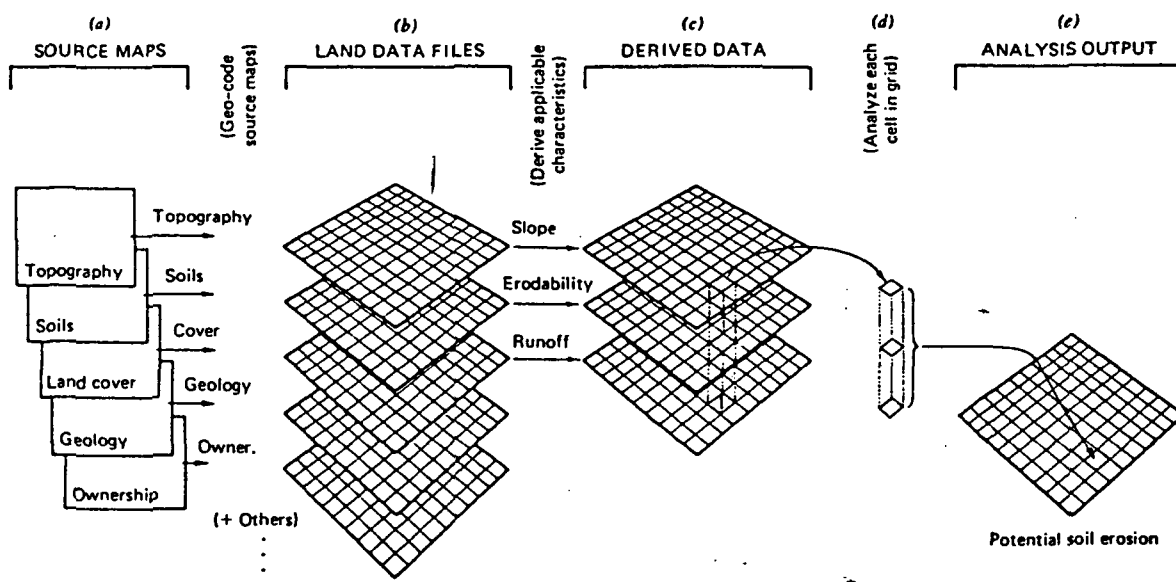 (a)
SOURCE MAPS
(Geo-code
source maps)
(b)
LAND DATA FILES
(Derive applicable
characteristics)
(c)
DERIVED DATA
(d)
(Analyze each
cell in grid)
(e)
ANALYSIS OUTPUT
Topography
Topography
Soils
Soils
Cover
Land cover
Geology
Geology
Owner.
Ownership
(+ Others)
Slope
Erodability
Runoff
Potential soil erosion